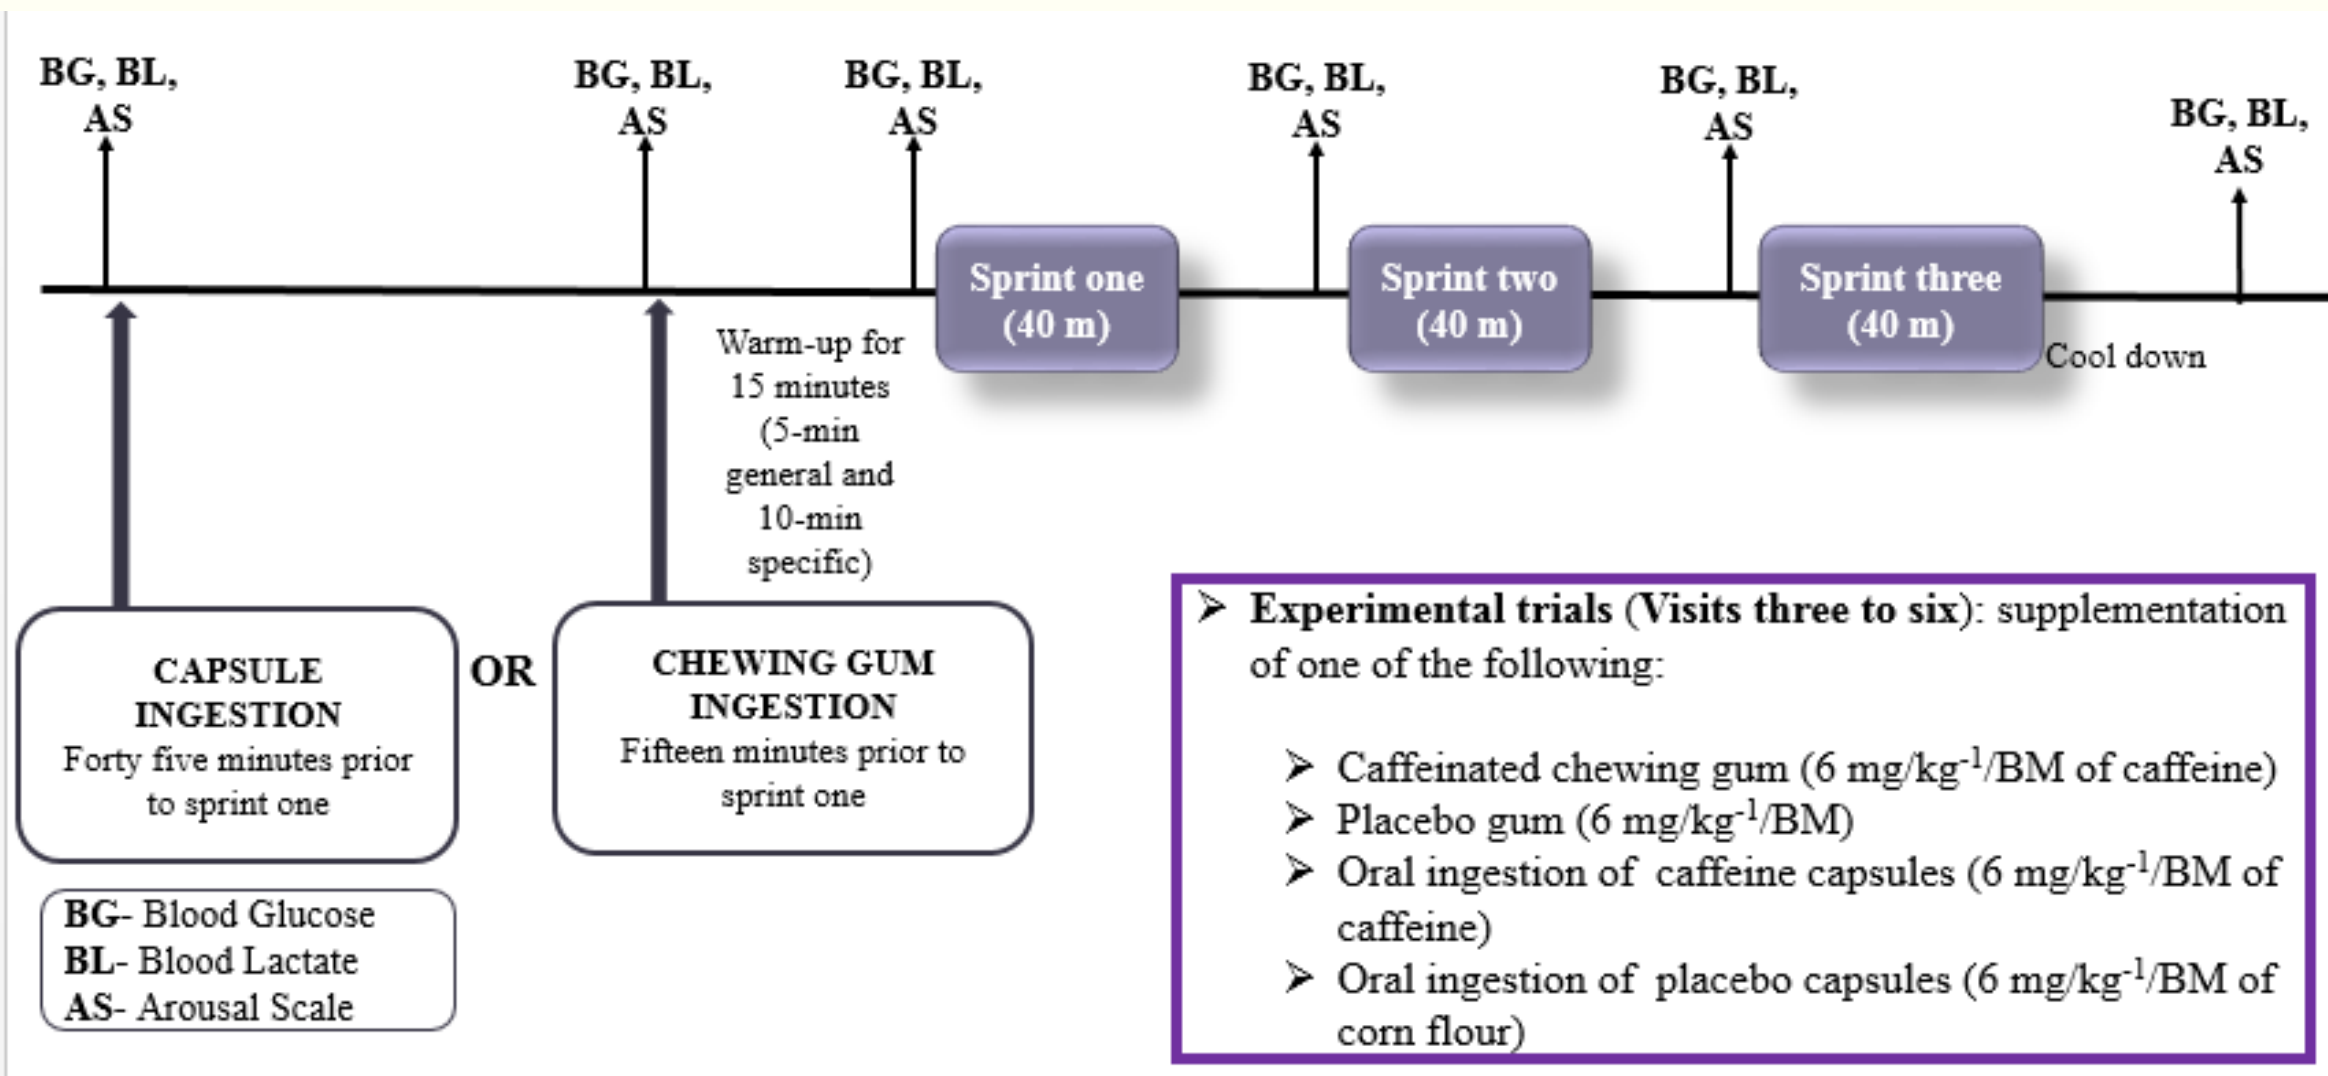 BG, BL,
AS
BG, BL,
AS
BG, BL,
AS
BG, BL,
AS
BG, BL,
AS
BG, BL,
AS
Sprint one
(40 m)
Sprint two
(40 m)
Sprint three
(40 m)
Cool down
Warm-up for
15 minutes
(5-min
general and
10-min
specific)
CAPSULE
INGESTION
Forty five minutes prior
to sprint one
OR
CHEWING GUM
INGESTION
Fifteen minutes prior to
sprint one
BG- Blood Glucose
BL- Blood Lactate
AS- Arousal Scale
➢ Experimental trials (Visits three to six): supplementation
of one of the following:
➢ Caffeinated chewing gum (6 mg/kg⁻¹/BM of caffeine)
➢ Placebo gum (6 mg/kg⁻¹/BM)
➢ Oral ingestion of caffeine capsules (6 mg/kg⁻¹/BM of
caffeine)
➢ Oral ingestion of placebo capsules (6 mg/kg⁻¹/BM of
corn flour)